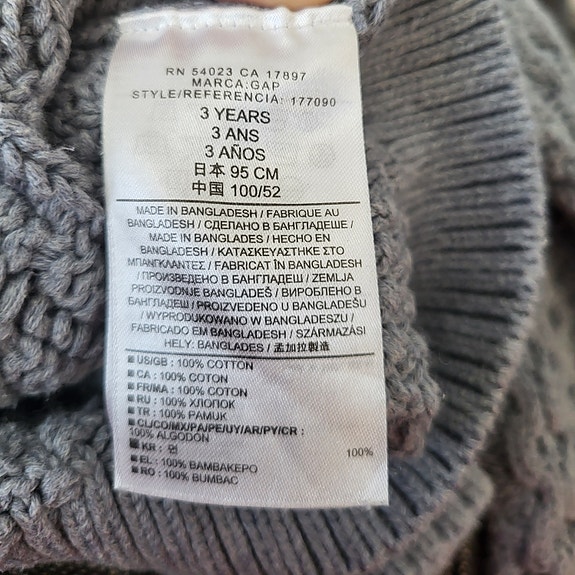 RN 54023 CA 17897
MARCA:GAP
STYLE/REFERENCIA: 177090
3 YEARS
3 ANS
3 AÑOS
日本 95 CM
中国 100/52
MADE IN BANGLADESH / FABRIQUE AU
BANGLADESH / СДЕЛАНО В БАНГЛАДЕШЕ /
MADE IN BANGLADES / HECHO EN
BANGLADESH / ΚΑΤΑΣΚΕΥΑΣΤΗΚΕ ΣΤΟ
ΜΠΑΝΓΚΛΑΝΤΕΣ / FABRICAT ÎN BANGLADESH
/ ПРОИЗВЕДЕНО В БАНГЛАДЕШ / ZEMLJA
PROIZVODNJE BANGLADEŠ / ВИРОБЛЕНО В
БАНГЛАДЕШ / PROIZVEDENO U BANGLADEŠU
/ WYPRODUKOWANO W BANGLADESZU /
FABRICADO EM BANGLADESH / SZÁRMAZÁSI
HELY: BANGLADES / 孟加拉製造
US/GB : 100% COTTON
CA : 100% COTON
FR/MA : 100% COTON
RU : 100% ХЛОПОК
TR : 100% PAMUK
CL/CO/MX/PA/PE/UY/AR/PY/CR :
100% ALGODÓN
KR : 면 100%
EL : 100% ΒΑΜΒΑΚΕΡΟ
RO : 100% BUMBAC